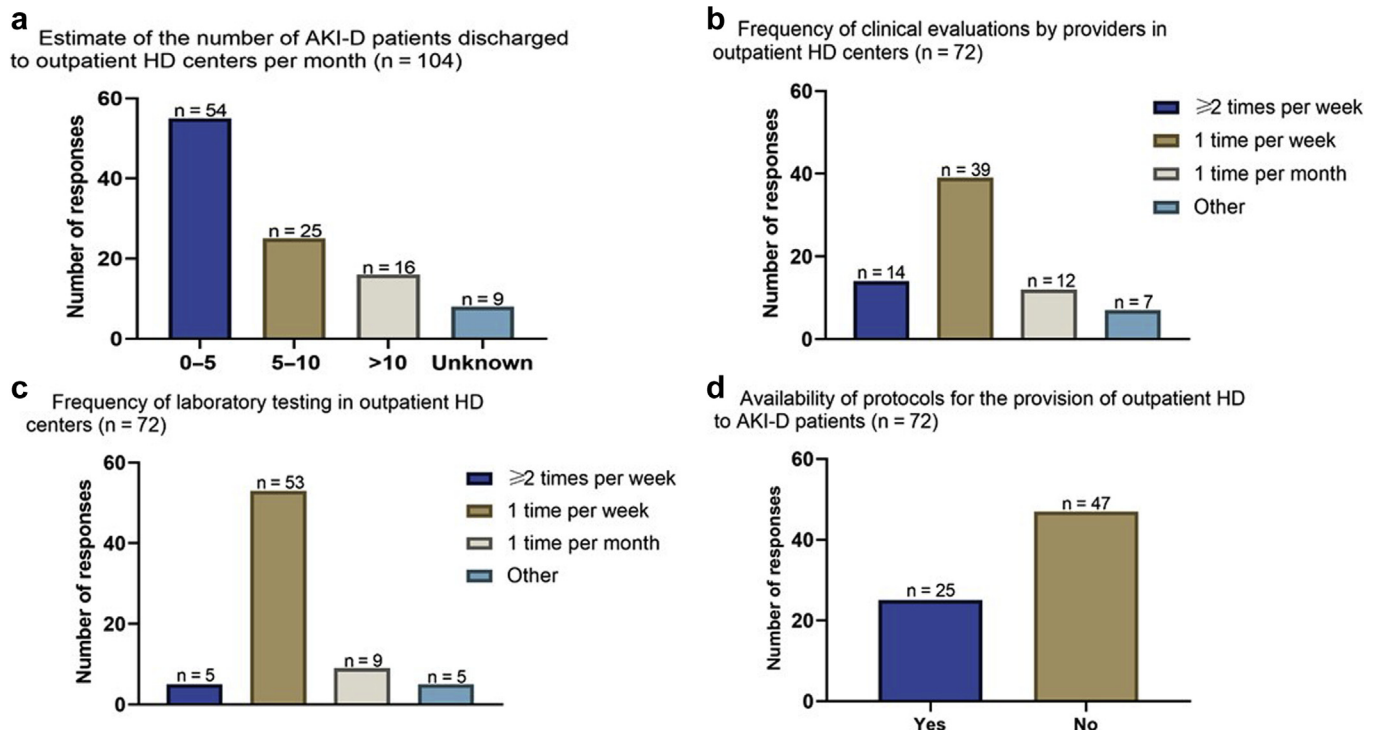 a
Estimate of the number of AKI-D patients discharged
to outpatient HD centers per month (n = 104)
Number of responses
60
40
20
0
n = 54
n = 25
n = 16
n = 9
0–5
5–10
>10
Unknown
b
Frequency of clinical evaluations by providers in
outpatient HD centers (n = 72)
Number of responses
60
40
20
0
n = 14
n = 39
n = 12
n = 7
⩾2 times per week
1 time per week
1 time per month
Other
c
Frequency of laboratory testing in outpatient HD
centers (n = 72)
Number of responses
60
40
20
0
n = 5
n = 53
n = 9
n = 5
⩾2 times per week
1 time per week
1 time per month
Other
d
Availability of protocols for the provision of outpatient HD
to AKI-D patients (n = 72)
Number of responses
60
40
20
0
n = 25
n = 47
Yes
No